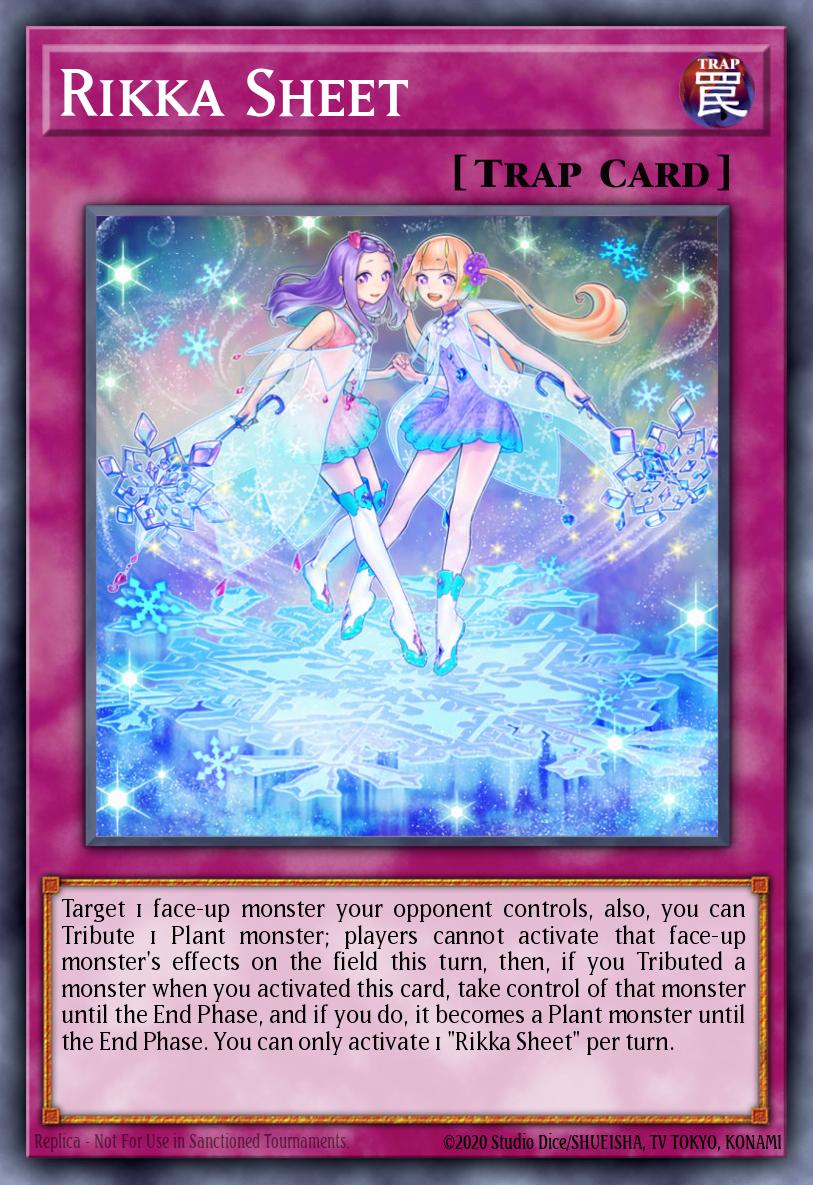 RIKKA SHEET
TRAP
罠
[TRAP CARD]
Target 1 face-up monster your opponent controls, also, you can
Tribute 1 Plant monster; players cannot activate that face-up
monster's effects on the field this turn, then, if you Tributed a
monster when you activated this card, take control of that monster
until the End Phase, and if you do, it becomes a Plant monster until
the End Phase. You can only activate 1 "Rikka Sheet" per turn.
Replica - Not For Use in Sanctioned Tournaments.
©2020 Studio Dice/SHUEISHA, TV TOKYO, KONAMI